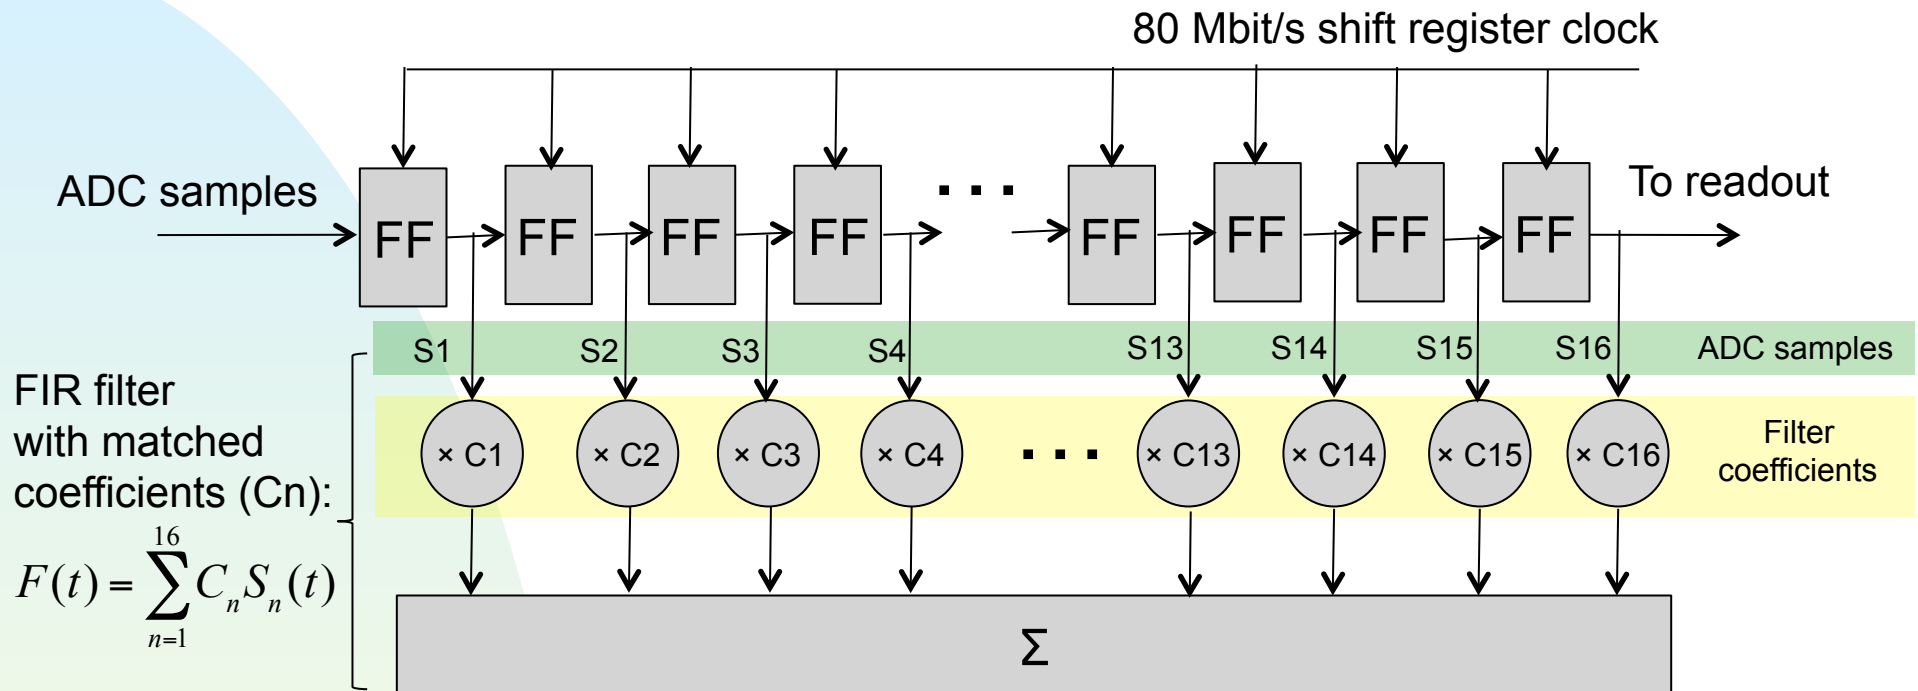 80 Mbit/s shift register clock
ADC samples
To readout
FF FF FF FF ... FF FF FF FF
S1 S2 S3 S4 S13 S14 S15 S16 ADC samples
FIR filter
with matched
coefficients (Cn):
× C1 × C2 × C3 × C4 ... × C13 × C14 × C15 × C16
Filter
coefficients
F(t) = \sum_{n=1}^{16} C_n S_n(t)
Σ